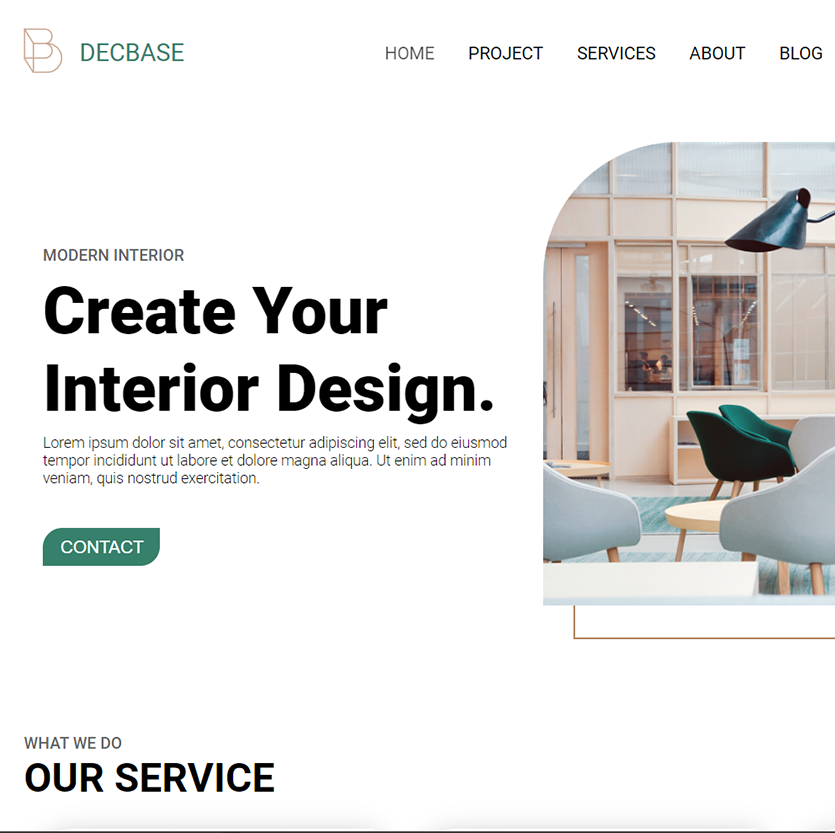 DECBASE
HOME PROJECT SERVICES ABOUT BLOG
MODERN INTERIOR
Create Your
Interior Design.
Lorem ipsum dolor sit amet, consectetur adipiscing elit, sed do eiusmod
tempor incididunt ut labore et dolore magna aliqua. Ut enim ad minim
veniam, quis nostrud exercitation.
CONTACT
WHAT WE DO
OUR SERVICE